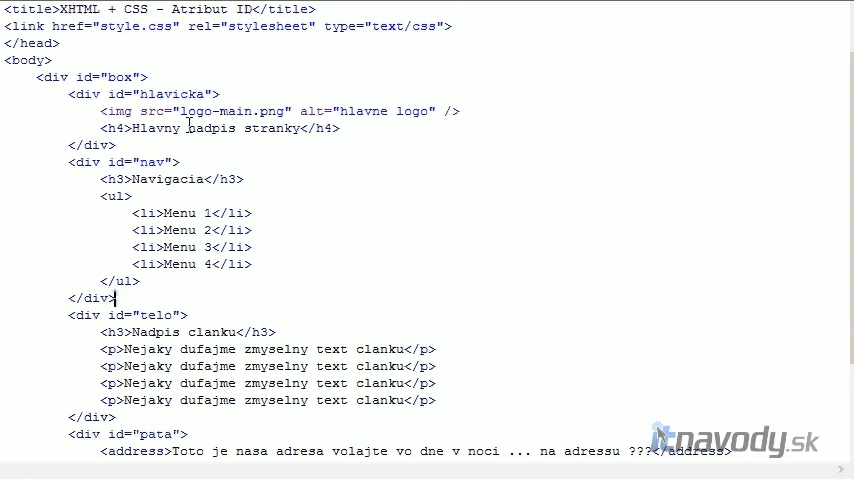 <title>XHTML + CSS - Atribut ID</title>
<link href="style.css" rel="stylesheet" type="text/css">
</head>
<body>
<div id="box">
<div id="hlavicka">
<img src="logo-main.png" alt="hlavne logo" />
<h4>Hlavny nadpis stranky</h4>
</div>
<div id="nav">
<h3>Navigacia</h3>
<ul>
<li>Menu 1</li>
<li>Menu 2</li>
<li>Menu 3</li>
<li>Menu 4</li>
</ul>
</div>
<div id="telo">
<h3>Nadpis clanku</h3>
<p>Nejaky dufajme zmyselny text clanku</p>
<p>Nejaky dufajme zmyselny text clanku</p>
<p>Nejaky dufajme zmyselny text clanku</p>
<p>Nejaky dufajme zmyselny text clanku</p>
</div>
<div id="pata">
<address>Toto je nasa adresa volajte vo dne v noci ... na adressu ???</address>
itnavody.sk